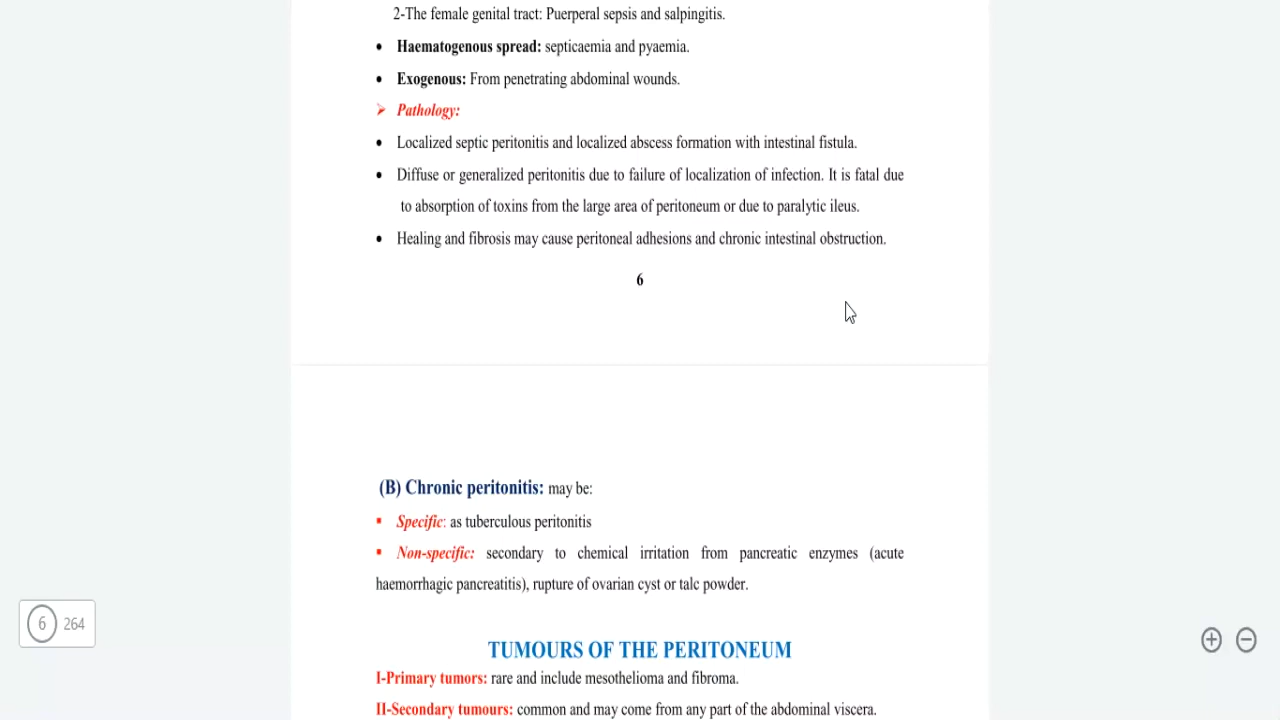 2-The female genital tract: Puerperal sepsis and salpingitis.
• Haematogenous spread: septicaemia and pyaemia.
• Exogenous: From penetrating abdominal wounds.
➢ Pathology:
• Localized septic peritonitis and localized abscess formation with intestinal fistula.
• Diffuse or generalized peritonitis due to failure of localization of infection. It is fatal due
to absorption of toxins from the large area of peritoneum or due to paralytic ileus.
• Healing and fibrosis may cause peritoneal adhesions and chronic intestinal obstruction.
6
(B) Chronic peritonitis: may be:
▪ Specific: as tuberculous peritonitis
▪ Non-specific: secondary to chemical irritation from pancreatic enzymes (acute
haemorrhagic pancreatitis), rupture of ovarian cyst or talc powder.
6 264
TUMOURS OF THE PERITONEUM
I-Primary tumors: rare and include mesothelioma and fibroma.
II-Secondary tumours: common and may come from any part of the abdominal viscera.